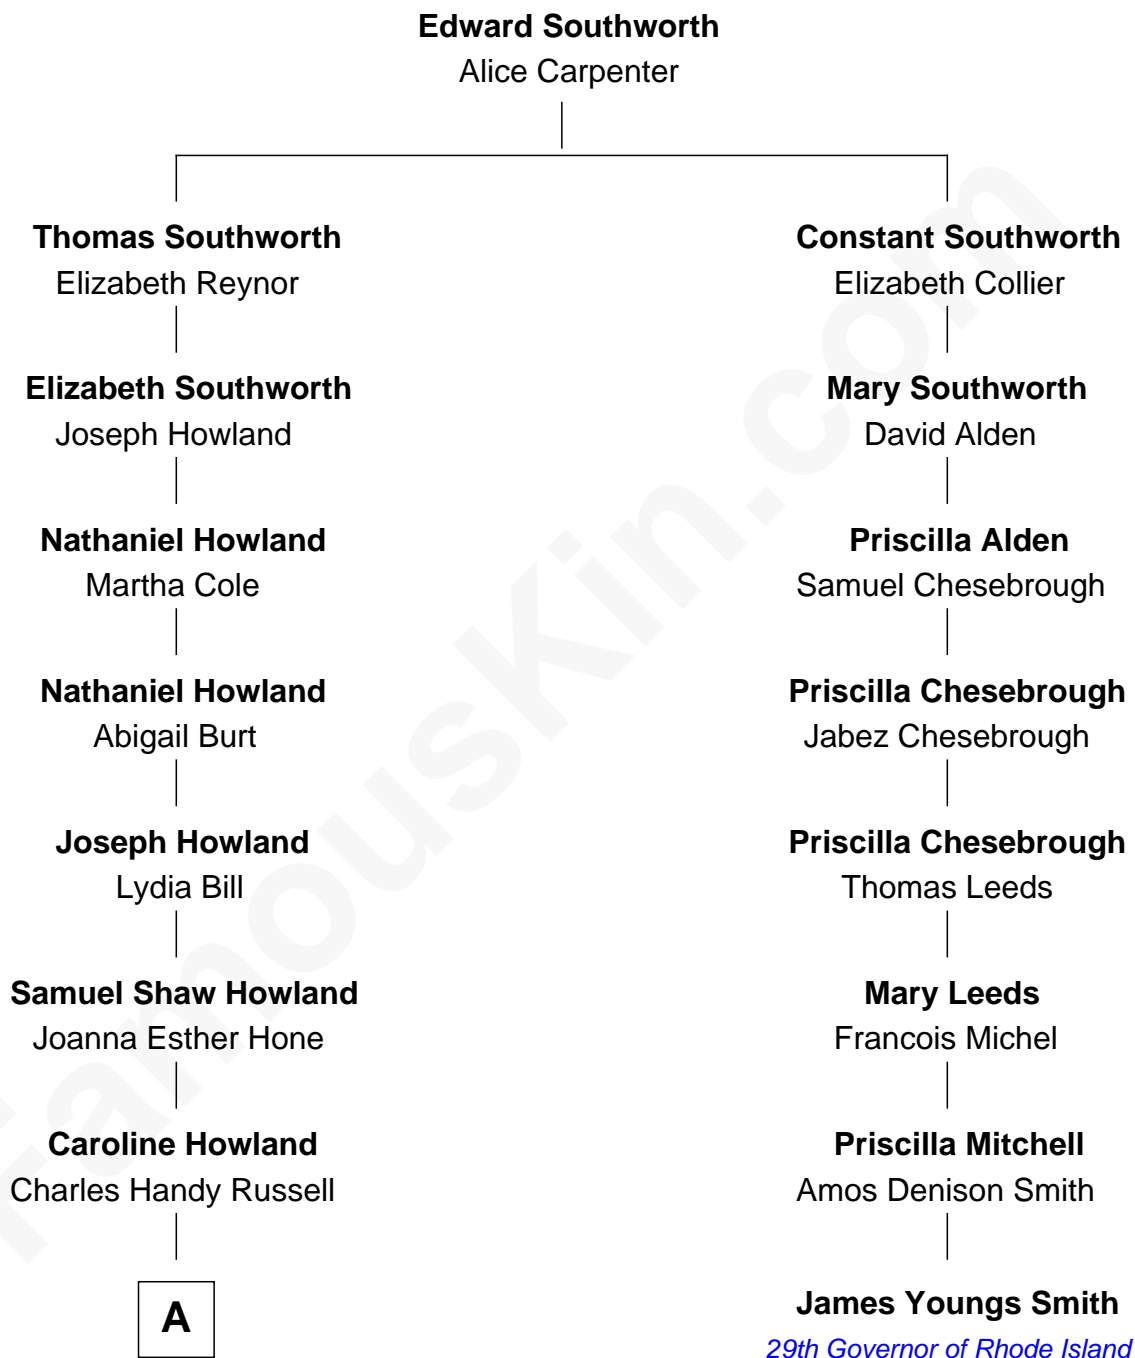 Edward Southworth
Alice Carpenter
Thomas Southworth
Elizabeth Reynor
Constant Southworth
Elizabeth Collier
Elizabeth Southworth
Joseph Howland
Mary Southworth
David Alden
Nathaniel Howland
Martha Cole
Priscilla Alden
Samuel Chesebrough
Nathaniel Howland
Abigail Burt
Priscilla Chesebrough
Jabez Chesebrough
Joseph Howland
Lydia Bill
Priscilla Chesebrough
Thomas Leeds
Samuel Shaw Howland
Joanna Esther Hone
Mary Leeds
Francois Michel
Caroline Howland
Charles Handy Russell
Priscilla Mitchell
Amos Denison Smith
A
James Youngs Smith
29th Governor of Rhode Island
FamousKin.com